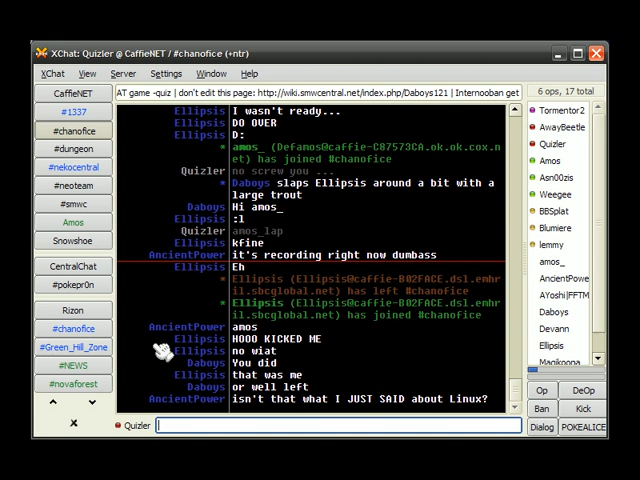 XChat: Quizler @ CaffieNET / #chanofice (+ntr)
XChat View Server Settings Window Help
CaffieNET
#1337
#chanofice
#dungeon
#nekocentral
#neoteam
#smwc
Amos
Snowshoe
CentralChat
#pokepr0n
Rizon
#chanofice
#Green_Hill_Zone
#NEWS
#novaforest
x
AT game -quiz | don't edit this page: http://wiki.smwcentral.net/index.php/Daboys121 | Internooban get
Ellipsis I wasn't ready...
Ellipsis DO OVER
Ellipsis D:
* amos_ (Defamos@caffie-C87573CA.ok.ok.cox.n
et) has joined #chanofice
Quizler no screw you ...
* Daboys slaps Ellipsis around a bit with a
large trout
Daboys Hi amos_
Ellipsis :l
Quizler amos_lap
Ellipsis kfine
AncientPower it's recording right now dumbass
Ellipsis Eh
* Ellipsis (Ellipsis@caffie-B02FACE.dsl.emhr
il.sbcglobal.net) has left #chanofice
* Ellipsis (Ellipsis@caffie-B02FACE.dsl.emhr
il.sbcglobal.net) has joined #chanofice
AncientPower amos
Ellipsis HOOO KICKED ME
Ellipsis no wiat
Daboys You did
Ellipsis that was me
Daboys or well left
AncientPower isn't that what I JUST SAID about Linux?
Quizler
6 ops, 17 total
Tormentor2
AwayBeetle
Quizler
Amos
Asn00zis
Weegee
BBSplat
Blumiere
lemmy
amos_
AncientPowe
AYoshi|FFTM
Daboys
Devann
Ellipsis
Magikoopa
Op DeOp
Ban Kick
Dialog POKEALICE